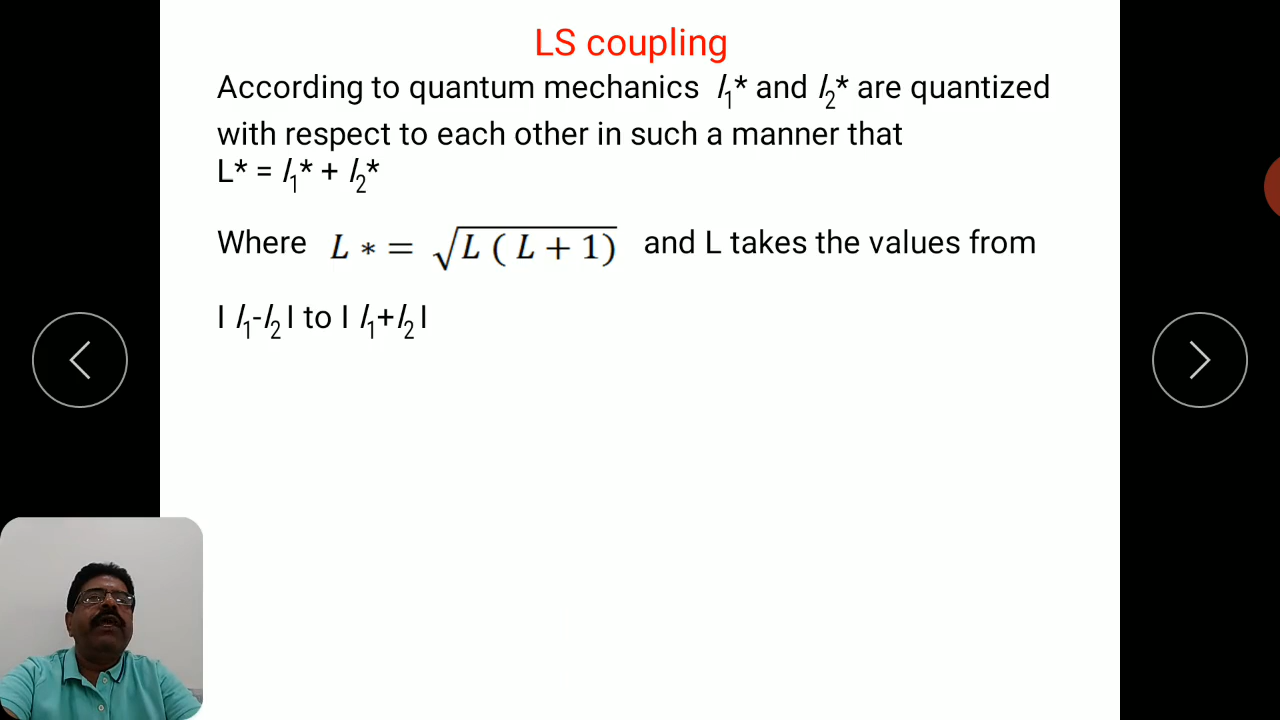 LS coupling
According to quantum mechanics l₁* and l₂* are quantized
with respect to each other in such a manner that
L* = l₁* + l₂*
Where L * = √L ( L + 1) and L takes the values from
I l₁-l₂ I to I l₁+l₂ I